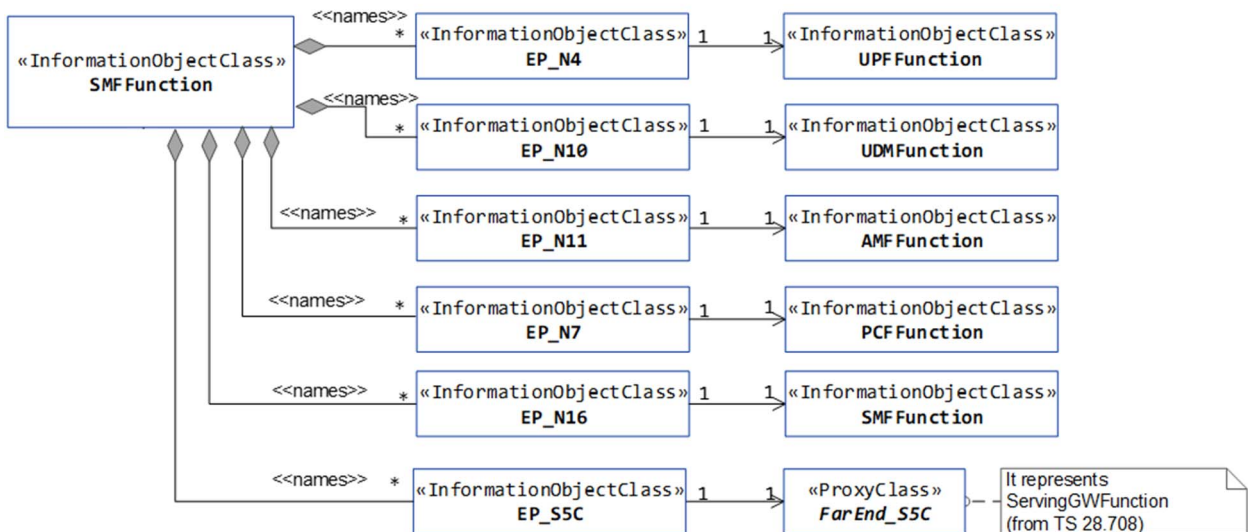 «InformationObjectClass»
SMFFunction
<<names>>
*
«InformationObjectClass»
EP_N4
1
1
«InformationObjectClass»
UPFFunction
<<names>>
*
«InformationObjectClass»
EP_N10
1
1
«InformationObjectClass»
UDMFunction
<<names>>
*
«InformationObjectClass»
EP_N11
1
1
«InformationObjectClass»
AMFFunction
<<names>>
*
«InformationObjectClass»
EP_N7
1
1
«InformationObjectClass»
PCFFunction
<<names>>
*
«InformationObjectClass»
EP_N16
1
1
«InformationObjectClass»
SMFFunction
<<names>>
*
«InformationObjectClass»
EP_S5C
1
1
«ProxyClass»
FarEnd_S5C
It represents
ServingGWFunction
(from TS 28.708)